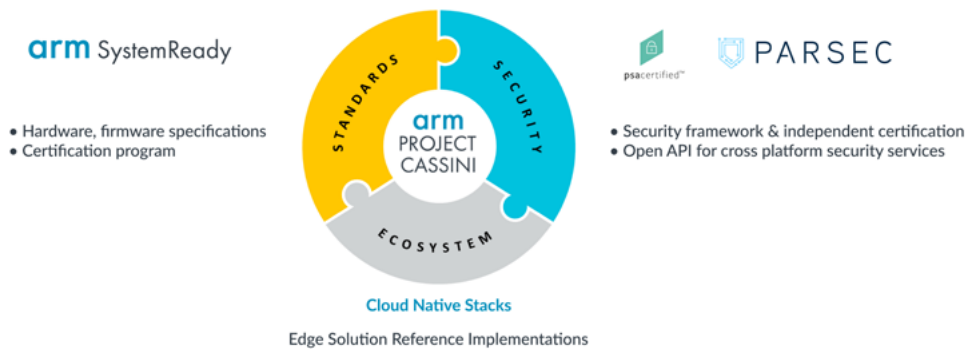 arm SystemReady
• Hardware, firmware specifications
• Certification program
STANDARDS
SECURITY
ECOSYSTEM
arm
PROJECT
CASSINI
psacertified™
PARSEC
• Security framework & independent certification
• Open API for cross platform security services
Cloud Native Stacks
Edge Solution Reference Implementations